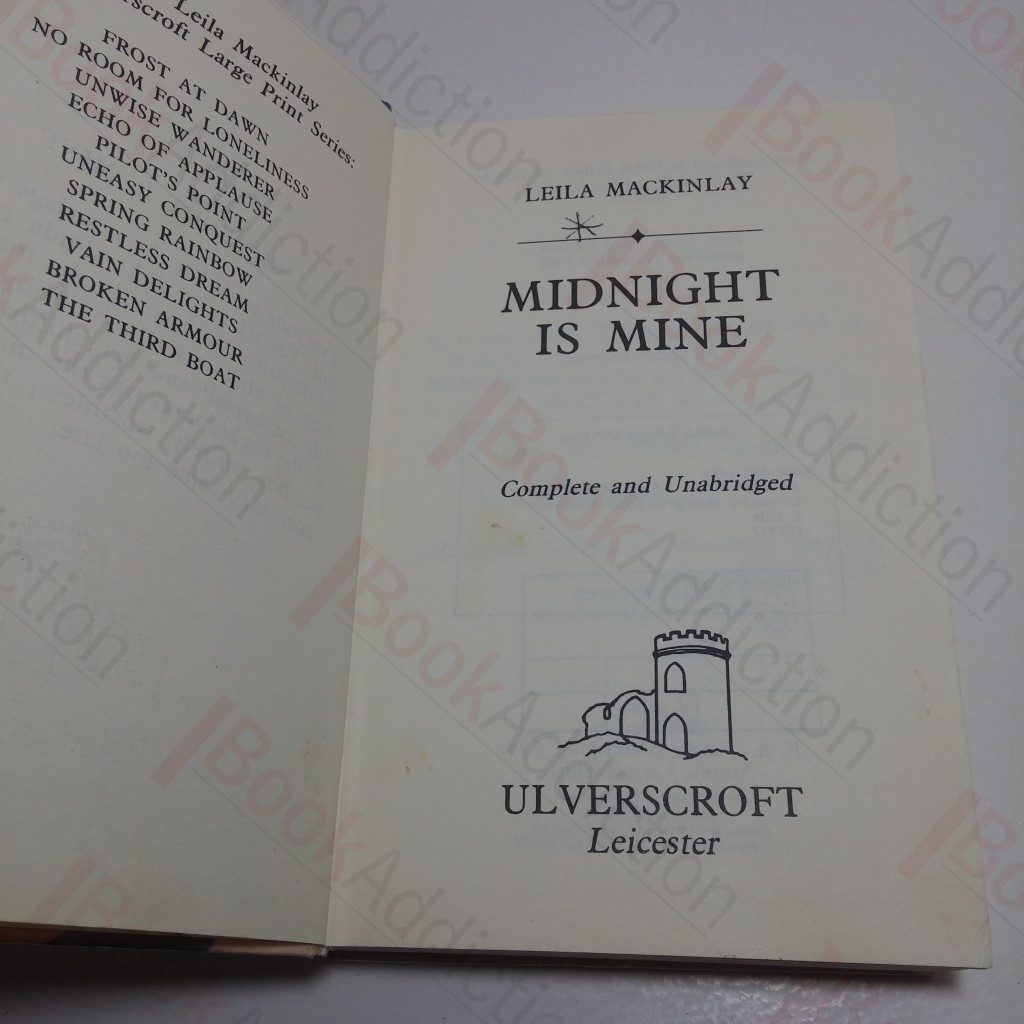 Leila Mackinlay
rscroft Large Print Series:
FROST AT DAWN
NO ROOM FOR LONELINESS
UNWISE WANDERER
ECHO OF APPLAUSE
PILOT'S POINT
UNEASY CONQUEST
SPRING RAINBOW
RESTLESS DREAM
VAIN DELIGHTS
BROKEN ARMOUR
THE THIRD BOAT
LEILA MACKINLAY
MIDNIGHT
IS MINE
Complete and Unabridged
ULVERSCROFT
Leicester
BookAddiction